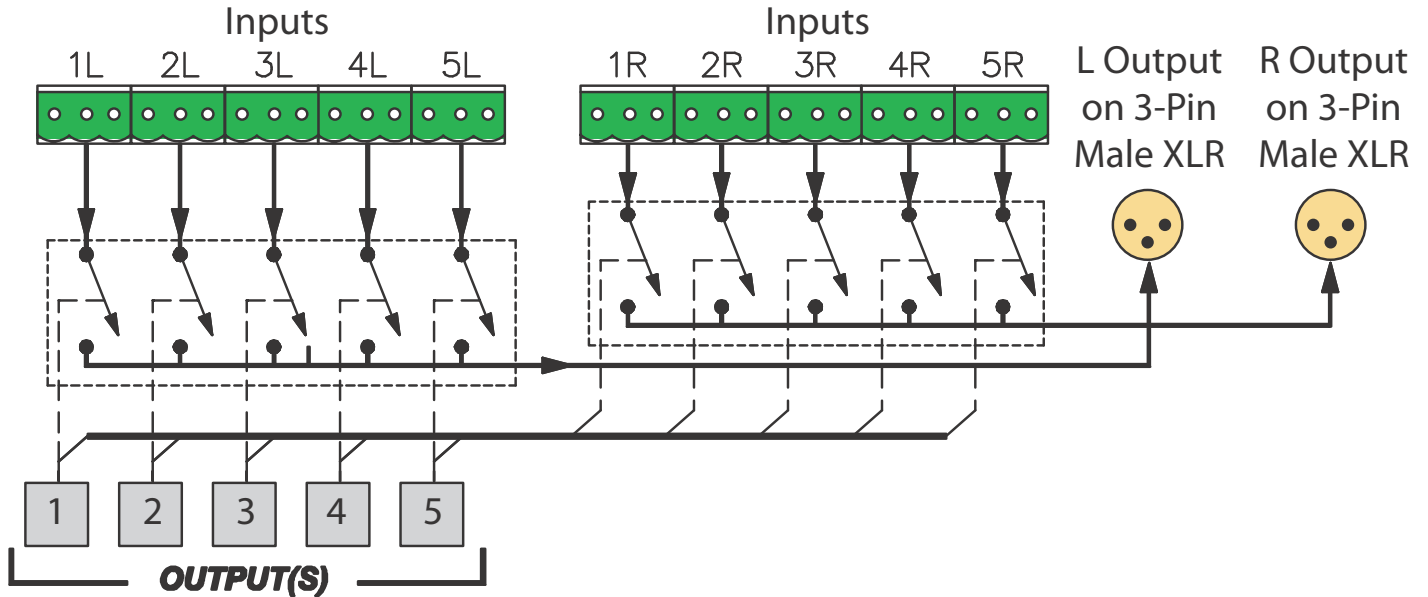 Inputs
1L 2L 3L 4L 5L
Inputs
1R 2R 3R 4R 5R
L Output
on 3-Pin
Male XLR
R Output
on 3-Pin
Male XLR
1 2 3 4 5
OUTPUT(S)